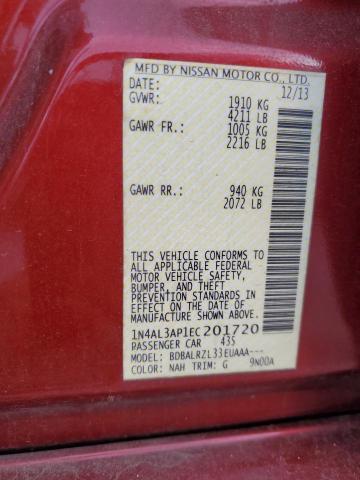 MFD BY NISSAN MOTOR CO., LTD.
DATE: 12/13
GVWR: 1910 KG
4211 LB
GAWR FR.: 1005 KG
2216 LB
GAWR RR.: 940 KG
2072 LB
THIS VEHICLE CONFORMS TO
ALL APPLICABLE FEDERAL
MOTOR VEHICLE SAFETY,
BUMPER, AND THEFT
PREVENTION STANDARDS
IN EFFECT ON THE DATE OF
MANUFACTURE SHOWN ABOVE.
1N4AL3AP1EC201720
PASSENGER CAR 435
MODEL: BDBALRZL33EUAAA---
COLOR: NAH TRIM: G 9N00A